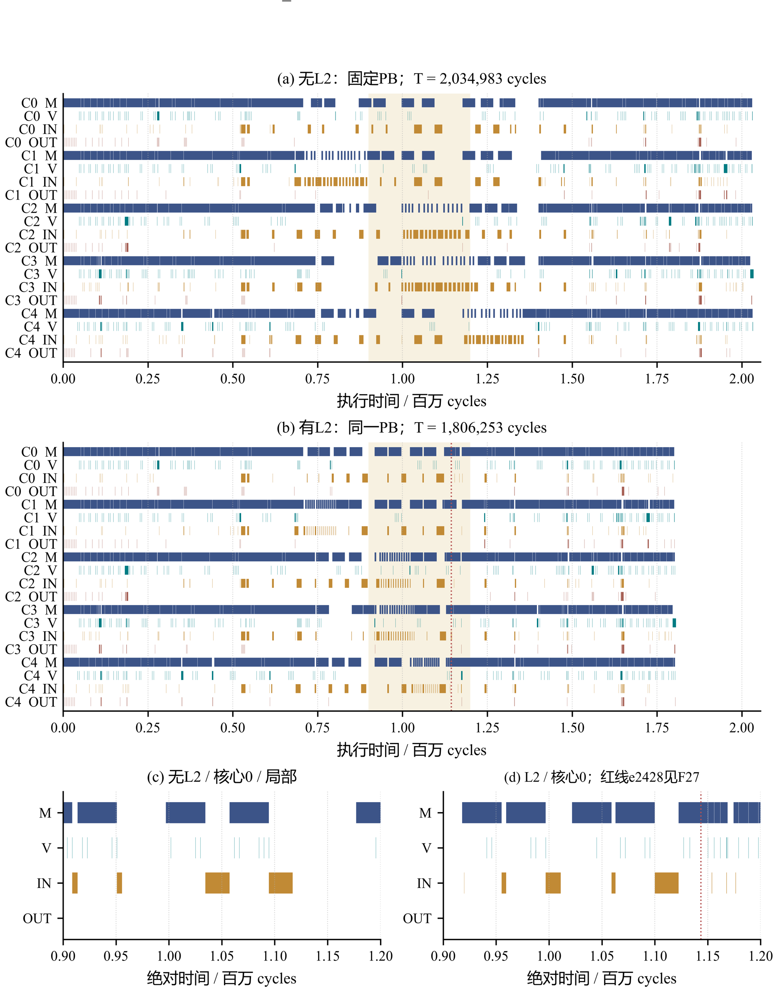 (a) 无L2：固定PB；T = 2,034,983 cycles
C0 M
C0 V
C0 IN
C0 OUT
C1 M
C1 V
C1 IN
C1 OUT
C2 M
C2 V
C2 IN
C2 OUT
C3 M
C3 V
C3 IN
C3 OUT
C4 M
C4 V
C4 IN
C4 OUT
0.00 0.25 0.50 0.75 1.00 1.25 1.50 1.75 2.00
执行时间 / 百万 cycles
(b) 有L2：同一PB；T = 1,806,253 cycles
C0 M
C0 V
C0 IN
C0 OUT
C1 M
C1 V
C1 IN
C1 OUT
C2 M
C2 V
C2 IN
C2 OUT
C3 M
C3 V
C3 IN
C3 OUT
C4 M
C4 V
C4 IN
C4 OUT
0.00 0.25 0.50 0.75 1.00 1.25 1.50 1.75 2.00
执行时间 / 百万 cycles
(c) 无L2 / 核心0 / 局部
M
V
IN
OUT
0.90 0.95 1.00 1.05 1.10 1.15 1.20
绝对时间 / 百万 cycles
(d) L2 / 核心0；红线e2428见F27
M
V
IN
OUT
0.90 0.95 1.00 1.05 1.10 1.15 1.20
绝对时间 / 百万 cycles